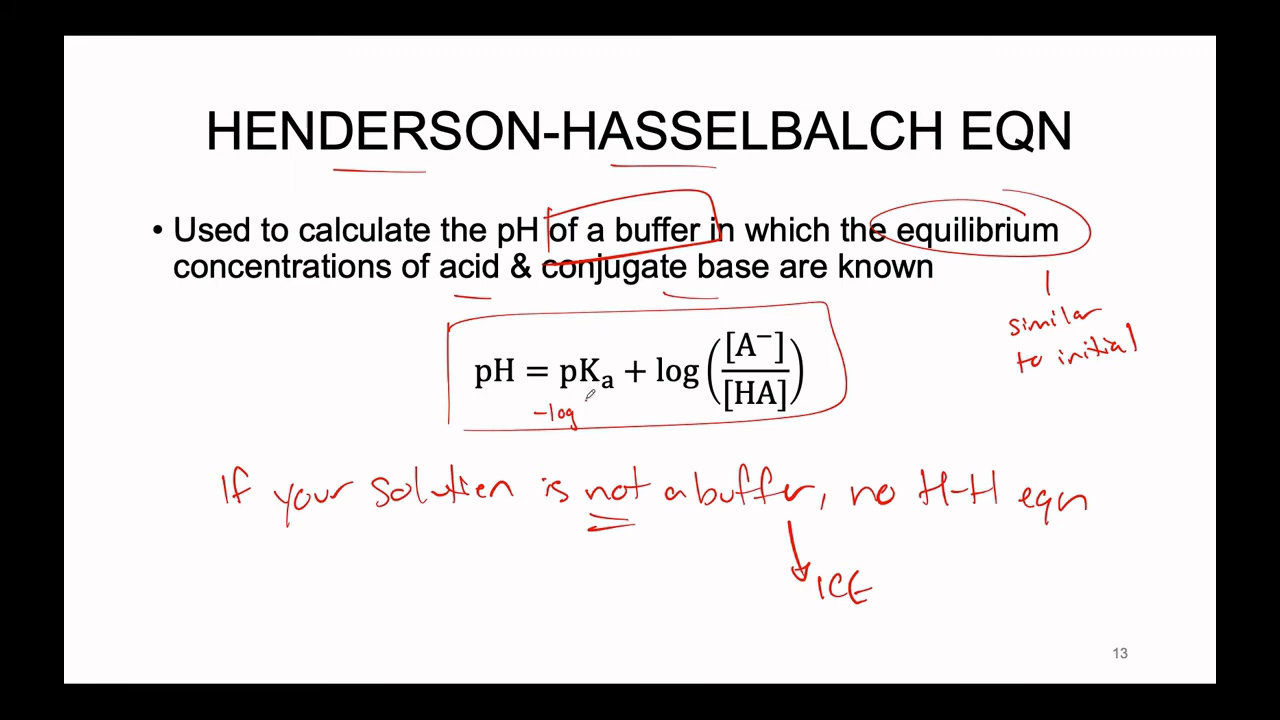 HENDERSON-HASSELBALCH EQN
• Used to calculate the pH of a buffer in which the equilibrium
concentrations of acid & conjugate base are known
similar
to initial
pH = pKₐ + log([A⁻]/[HA])
-log
If your solution is not a buffer, no H-H eqn
ICE
13